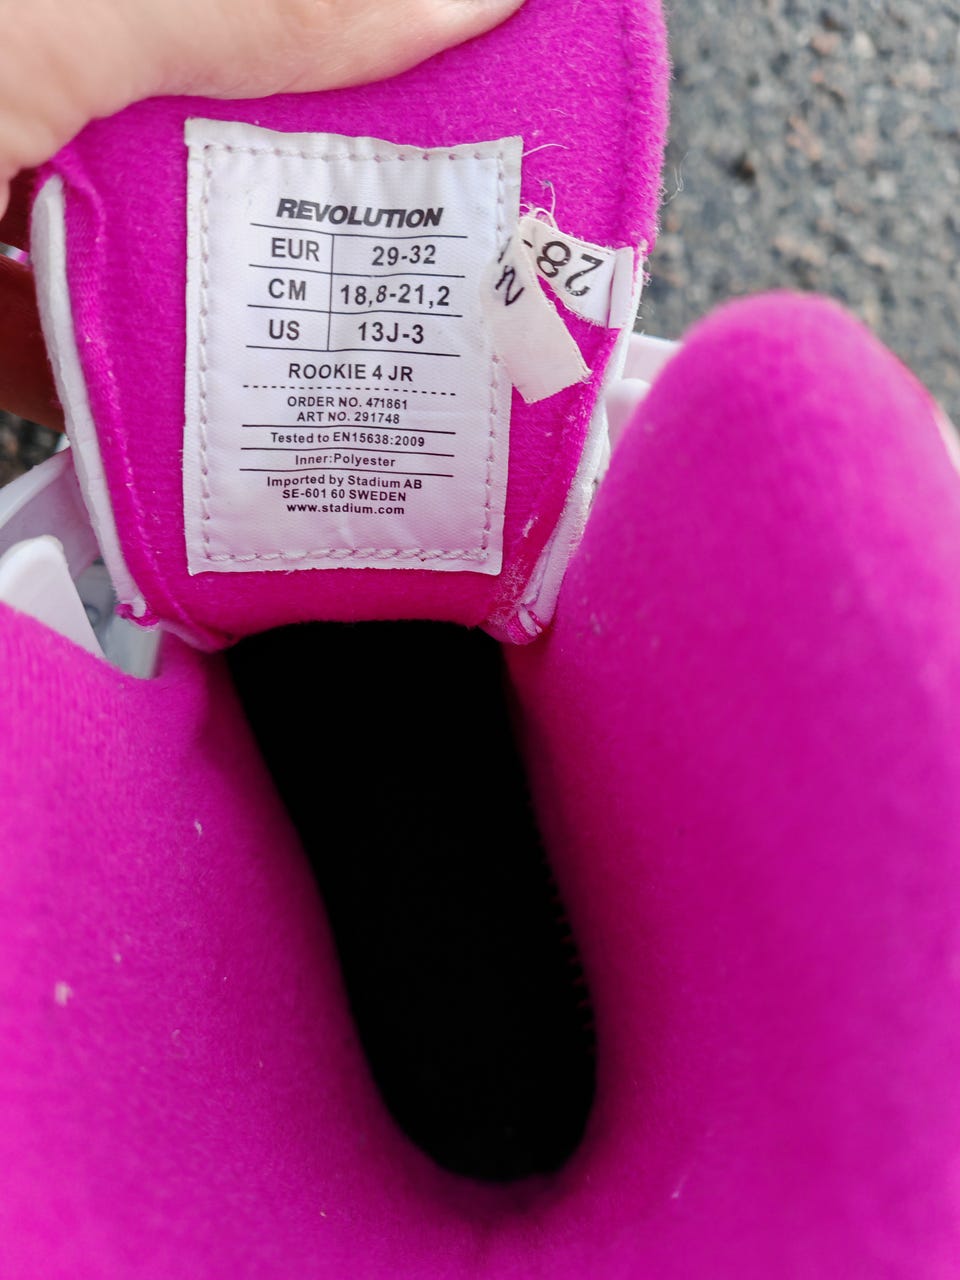 REVOLUTION
EUR 29-32
CM 18,8-21,2
US 13J-3
ROOKIE 4 JR
ORDER NO. 471861
ART NO. 291748
Tested to EN15638:2009
Inner:Polyester
Imported by Stadium AB
SE-601 60 SWEDEN
www.stadium.com
28-